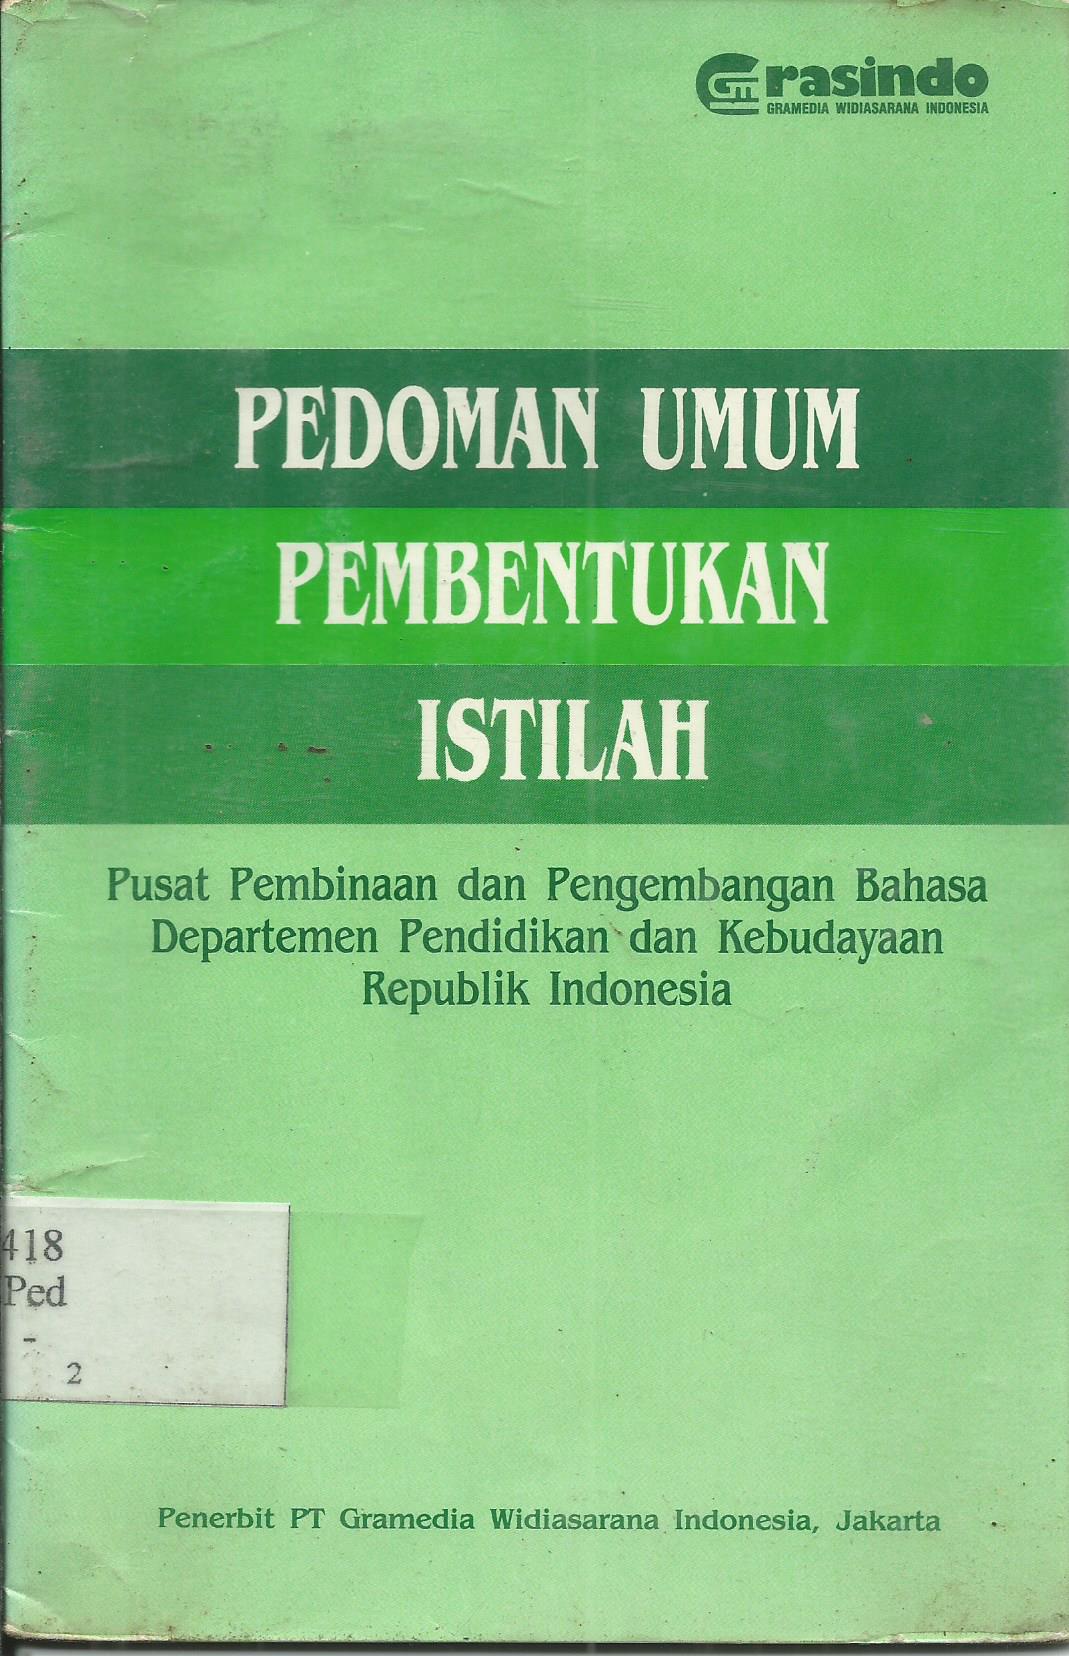 Grasindo
GRAMEDIA WIDIASARANA INDONESIA
PEDOMAN UMUM
PEMBENTUKAN
ISTILAH
Pusat Pembinaan dan Pengembangan Bahasa
Departemen Pendidikan dan Kebudayaan
Republik Indonesia
418
Ped
-
2
Penerbit PT Gramedia Widiasarana Indonesia, Jakarta